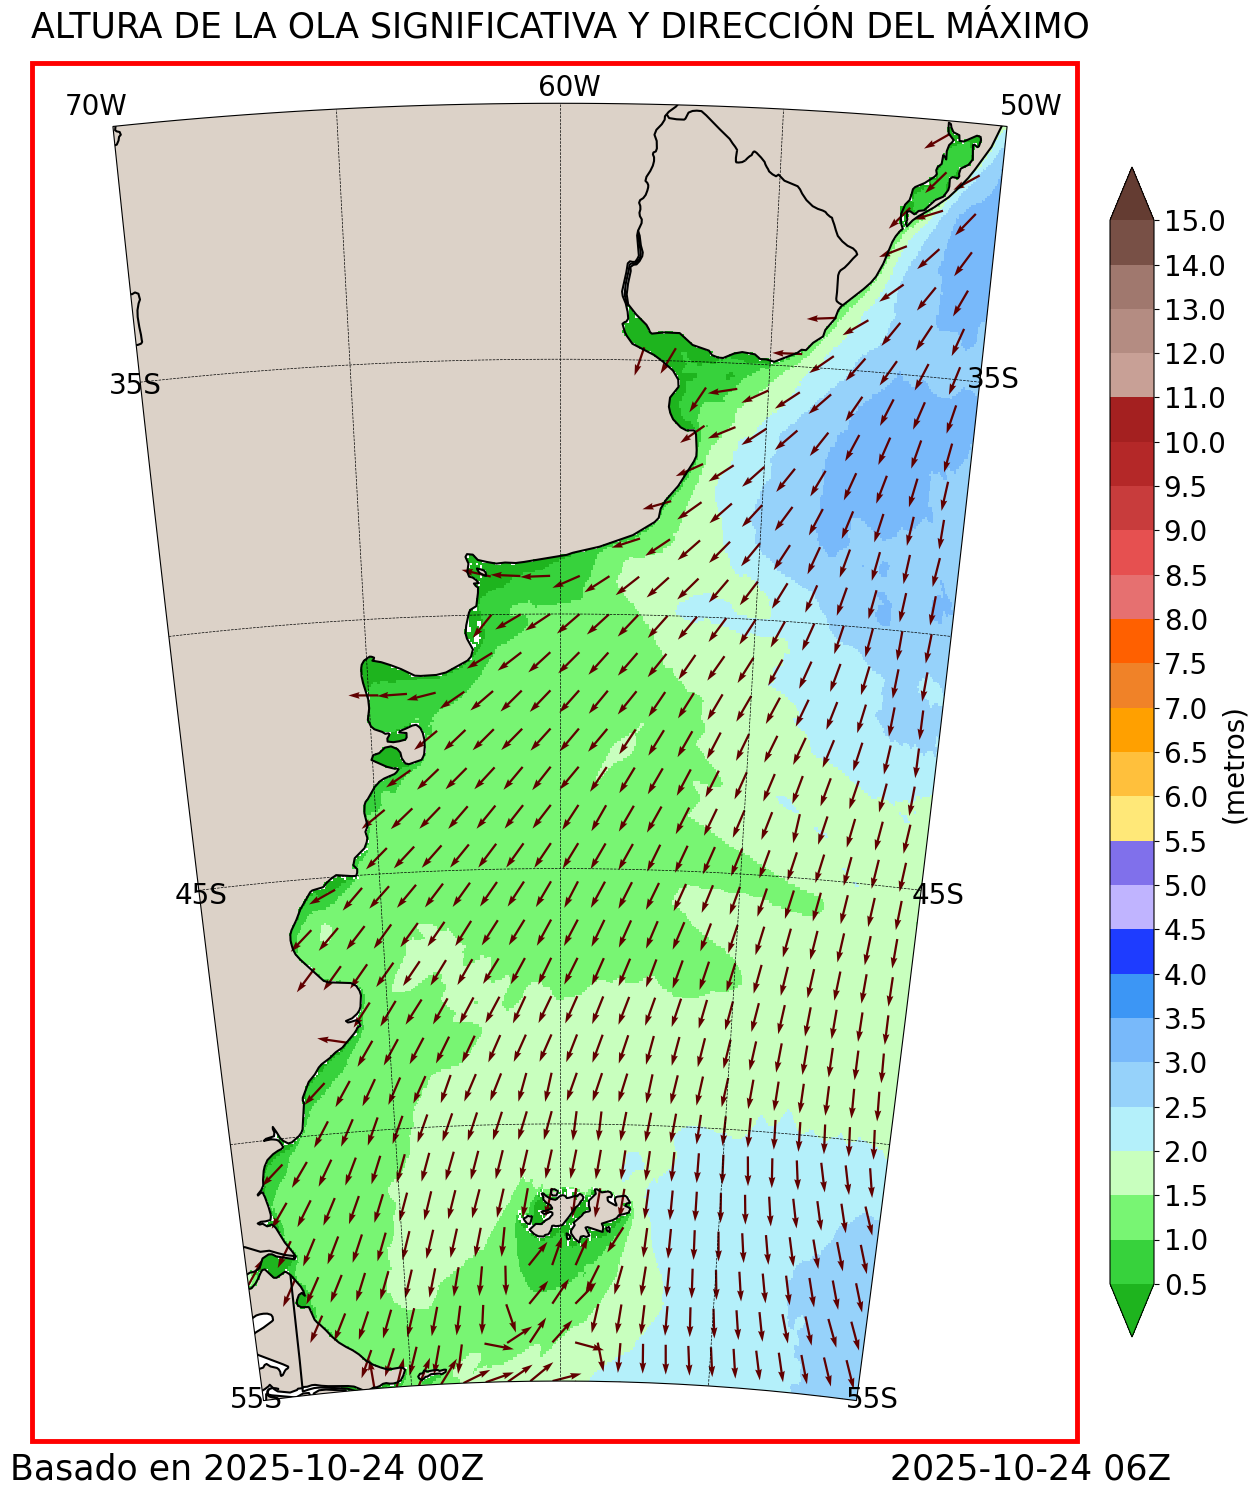 ALTURA DE LA OLA SIGNIFICATIVA Y DIRECCIÓN DEL MÁXIMO
70W
60W
50W
35S
35S
45S
45S
55S
55S
15.0
14.0
13.0
12.0
11.0
10.0
9.5
9.0
8.5
8.0
7.5
7.0
6.5
6.0
5.5
5.0
4.5
4.0
3.5
3.0
2.5
2.0
1.5
1.0
0.5
(metros)
Basado en 2025-10-24 00Z
2025-10-24 06Z